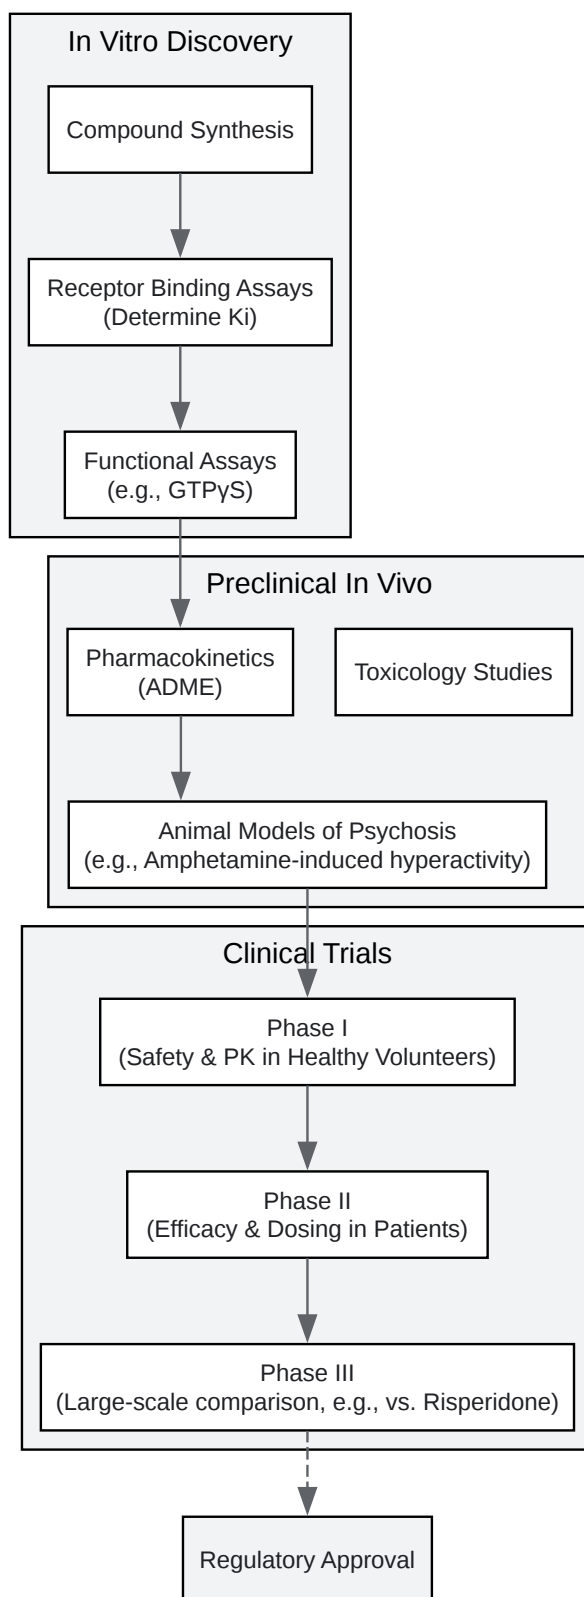 In Vitro Discovery
Compound Synthesis
Receptor Binding Assays
(Determine Ki)
Functional Assays
(e.g., GTPγS)
Preclinical In Vivo
Pharmacokinetics
(ADME)
Toxicology Studies
Animal Models of Psychosis
(e.g., Amphetamine-induced hyperactivity)
Clinical Trials
Phase I
(Safety & PK in Healthy Volunteers)
Phase II
(Efficacy & Dosing in Patients)
Phase III
(Large-scale comparison, e.g., vs. Risperidone)
Regulatory Approval